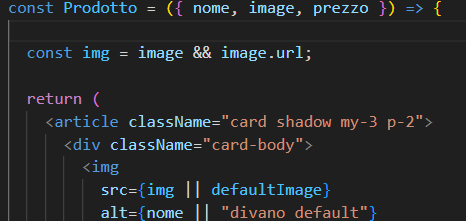 const Prodotto = ({ nome, image, prezzo }) => {
const img = image && image.url;
return (
<article className="card shadow my-3 p-2">
<div className="card-body">
<img
src={img || defaultImage}
alt={nome || "divano default"}